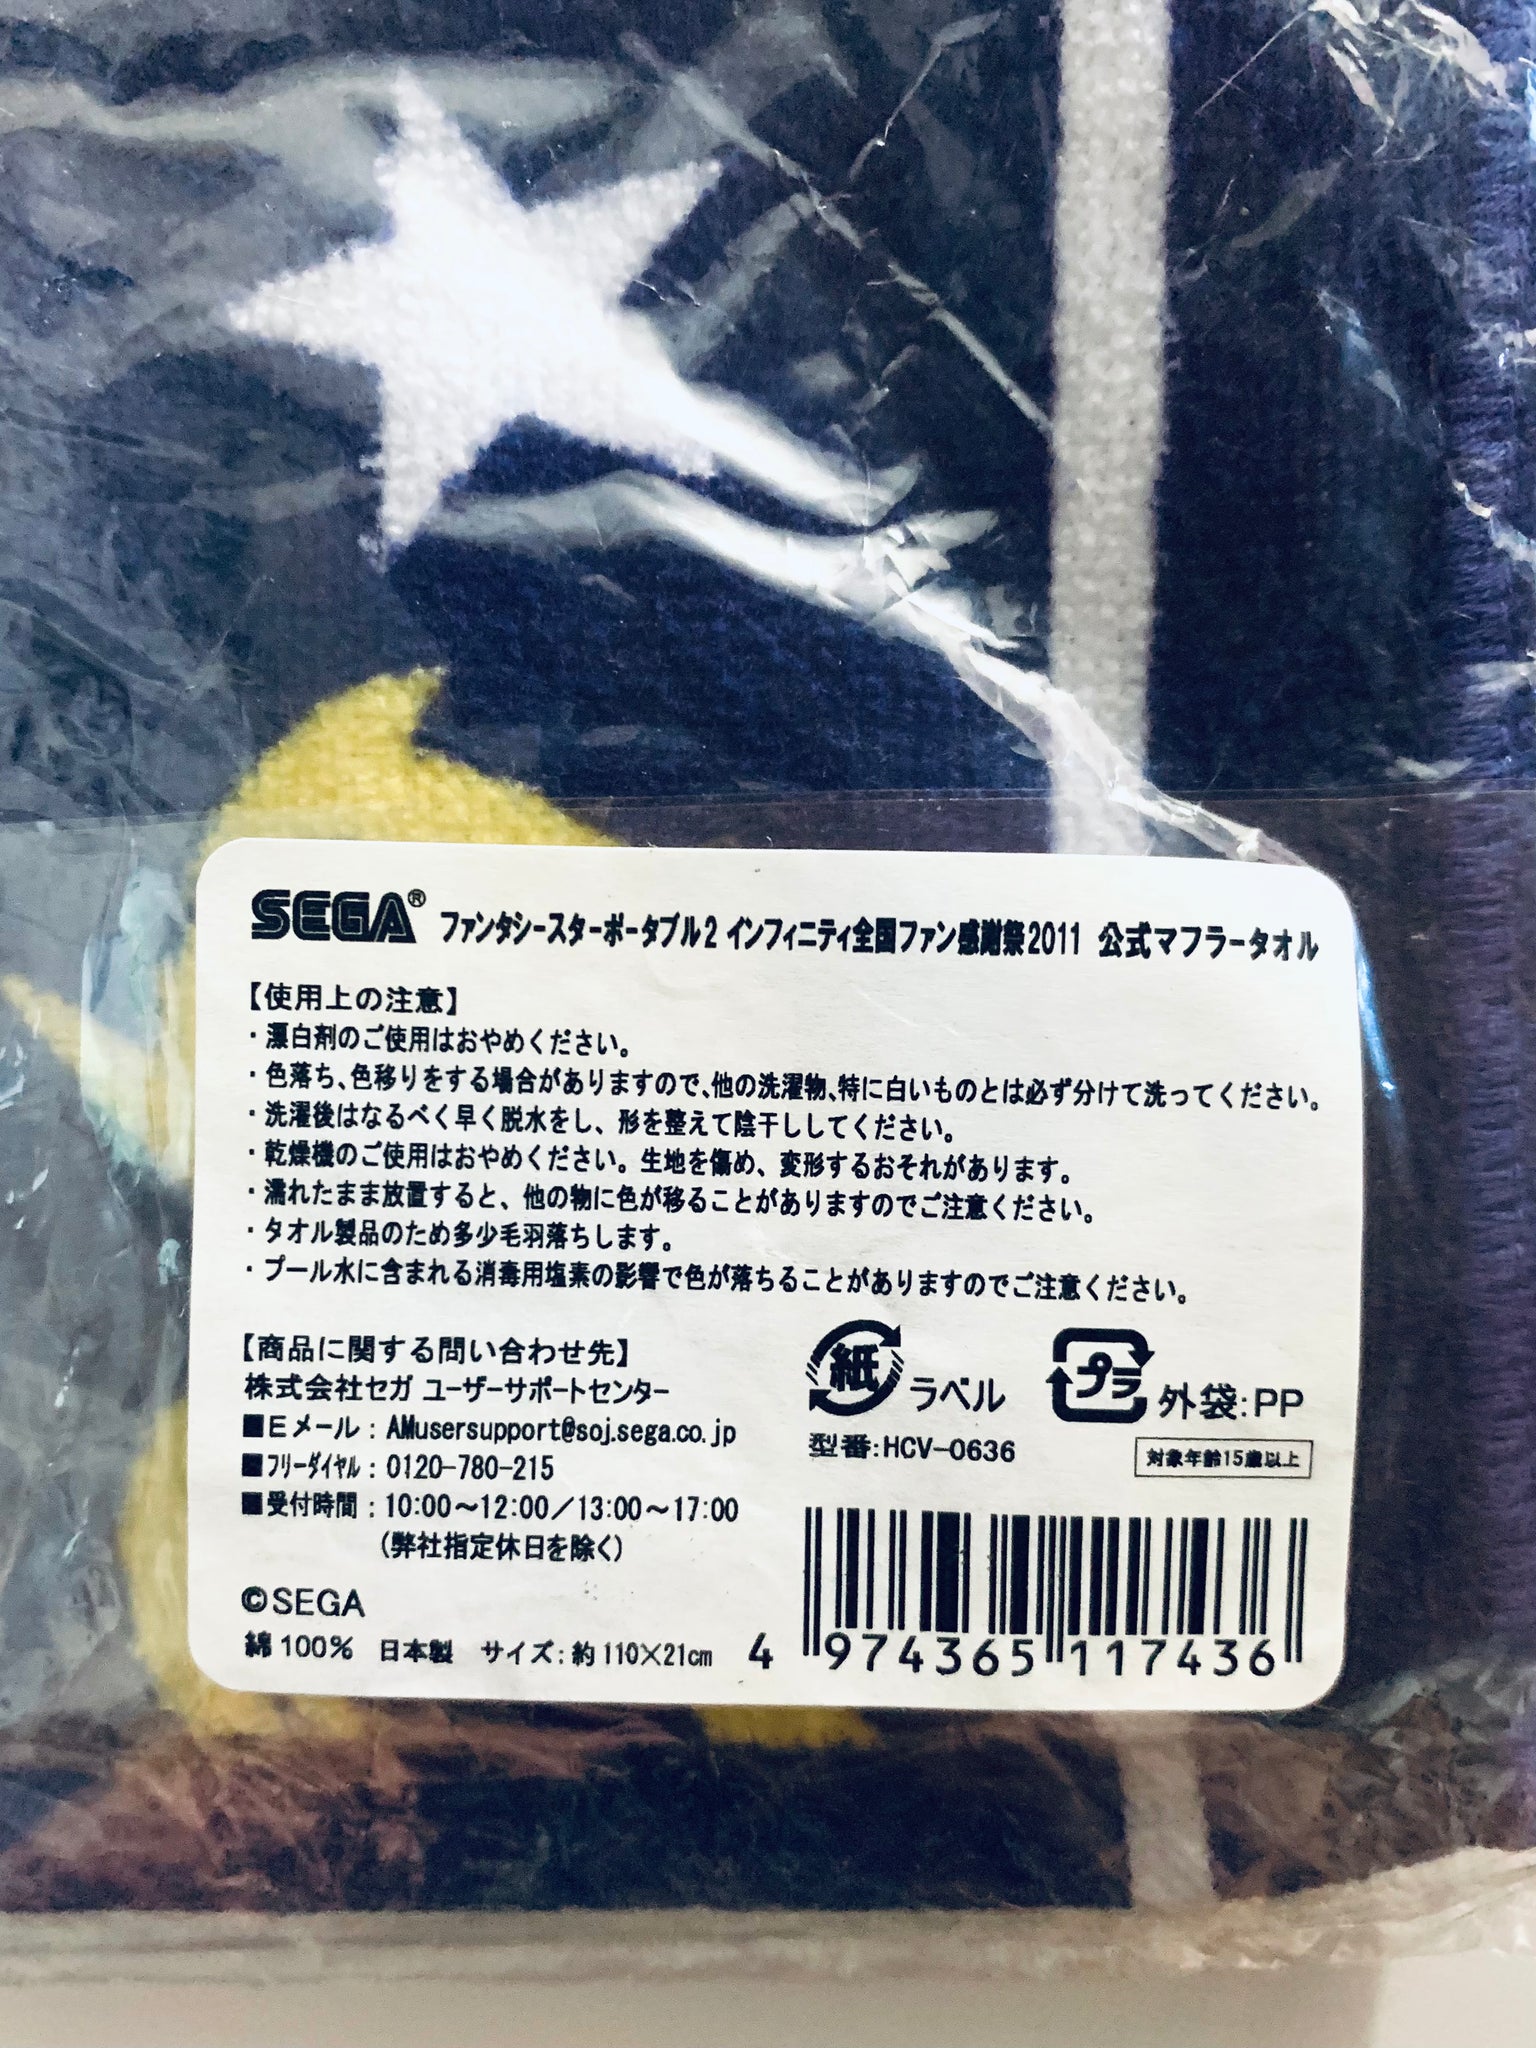 SEGA® ファンタシースターポータブル2 インフィニティ全国ファン感謝祭2011 公式マフラータオル
【使用上の注意】
・漂白剤のご使用はおやめください。
・色落ち、色移りをする場合がありますので、他の洗濯物、特に白いものとは必ず分けて洗ってください。
・洗濯後はなるべく早く脱水をし、形を整えて陰干ししてください。
・乾燥機のご使用はおやめください。生地を傷め、変形するおそれがあります。
・濡れたまま放置すると、他の物に色が移ることがありますのでご注意ください。
・タオル製品のため多少毛羽落ちします。
・プール水に含まれる消毒用塩素の影響で色が落ちることがありますのでご注意ください。
【商品に関する問い合わせ先】
株式会社セガ ユーザーサポートセンター
■Eメール：AMusersupport@soj.sega.co.jp
■フリーダイヤル：0120-780-215
■受付時間：10:00～12:00／13:00～17:00
(弊社指定休日を除く)
©SEGA
綿100% 日本製 サイズ：約110×21cm
紙 ラベル
プラ 外袋:PP
型番:HCV-0636
対象年齢15歳以上
4 974365 117436